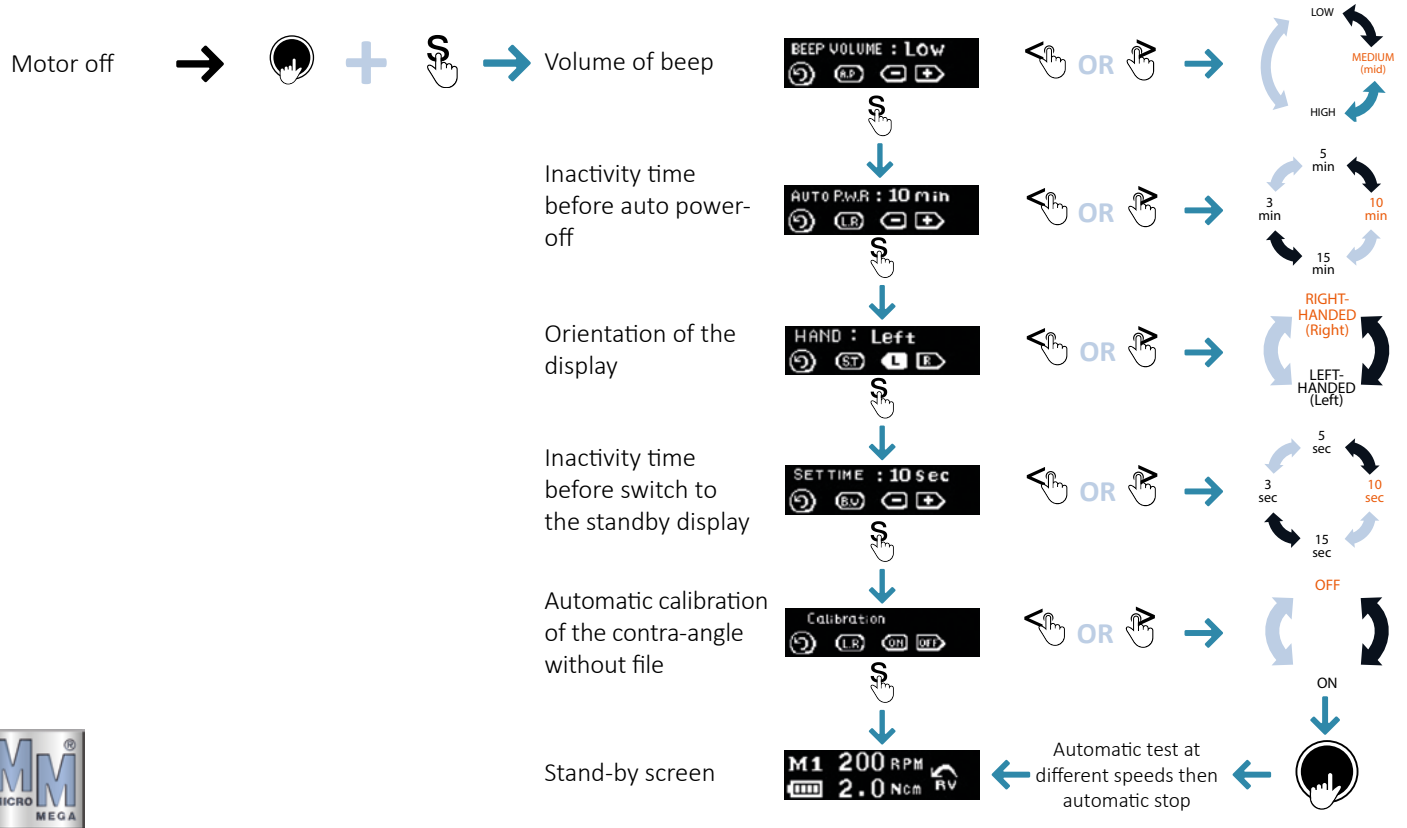 Motor off
S
Volume of beep
BEEP VOLUME : Low
A.P
- +
< OR >
LOW
MEDIUM
(mid)
HIGH
S
Inactivity time
before auto power-
off
AUTO P.W.R : 10 min
L.R
- +
< OR >
5
min
3
min
10
min
15
min
S
Orientation of the
display
HAND : Left
S.T
L R
< OR >
RIGHT-
HANDED
(Right)
LEFT-
HANDED
(Left)
S
Inactivity time
before switch to
the standby display
SET TIME : 10 Sec
B.V
- +
< OR >
5
sec
3
sec
10
sec
15
sec
S
Automatic calibration
of the contra-angle
without file
Calibration
L.R
ON OFF
< OR >
OFF
ON
S
Stand-by screen
M1 200 RPM
2.0 Ncm RV
Automatic test at
different speeds then
automatic stop
MM®
MICRO
MEGA